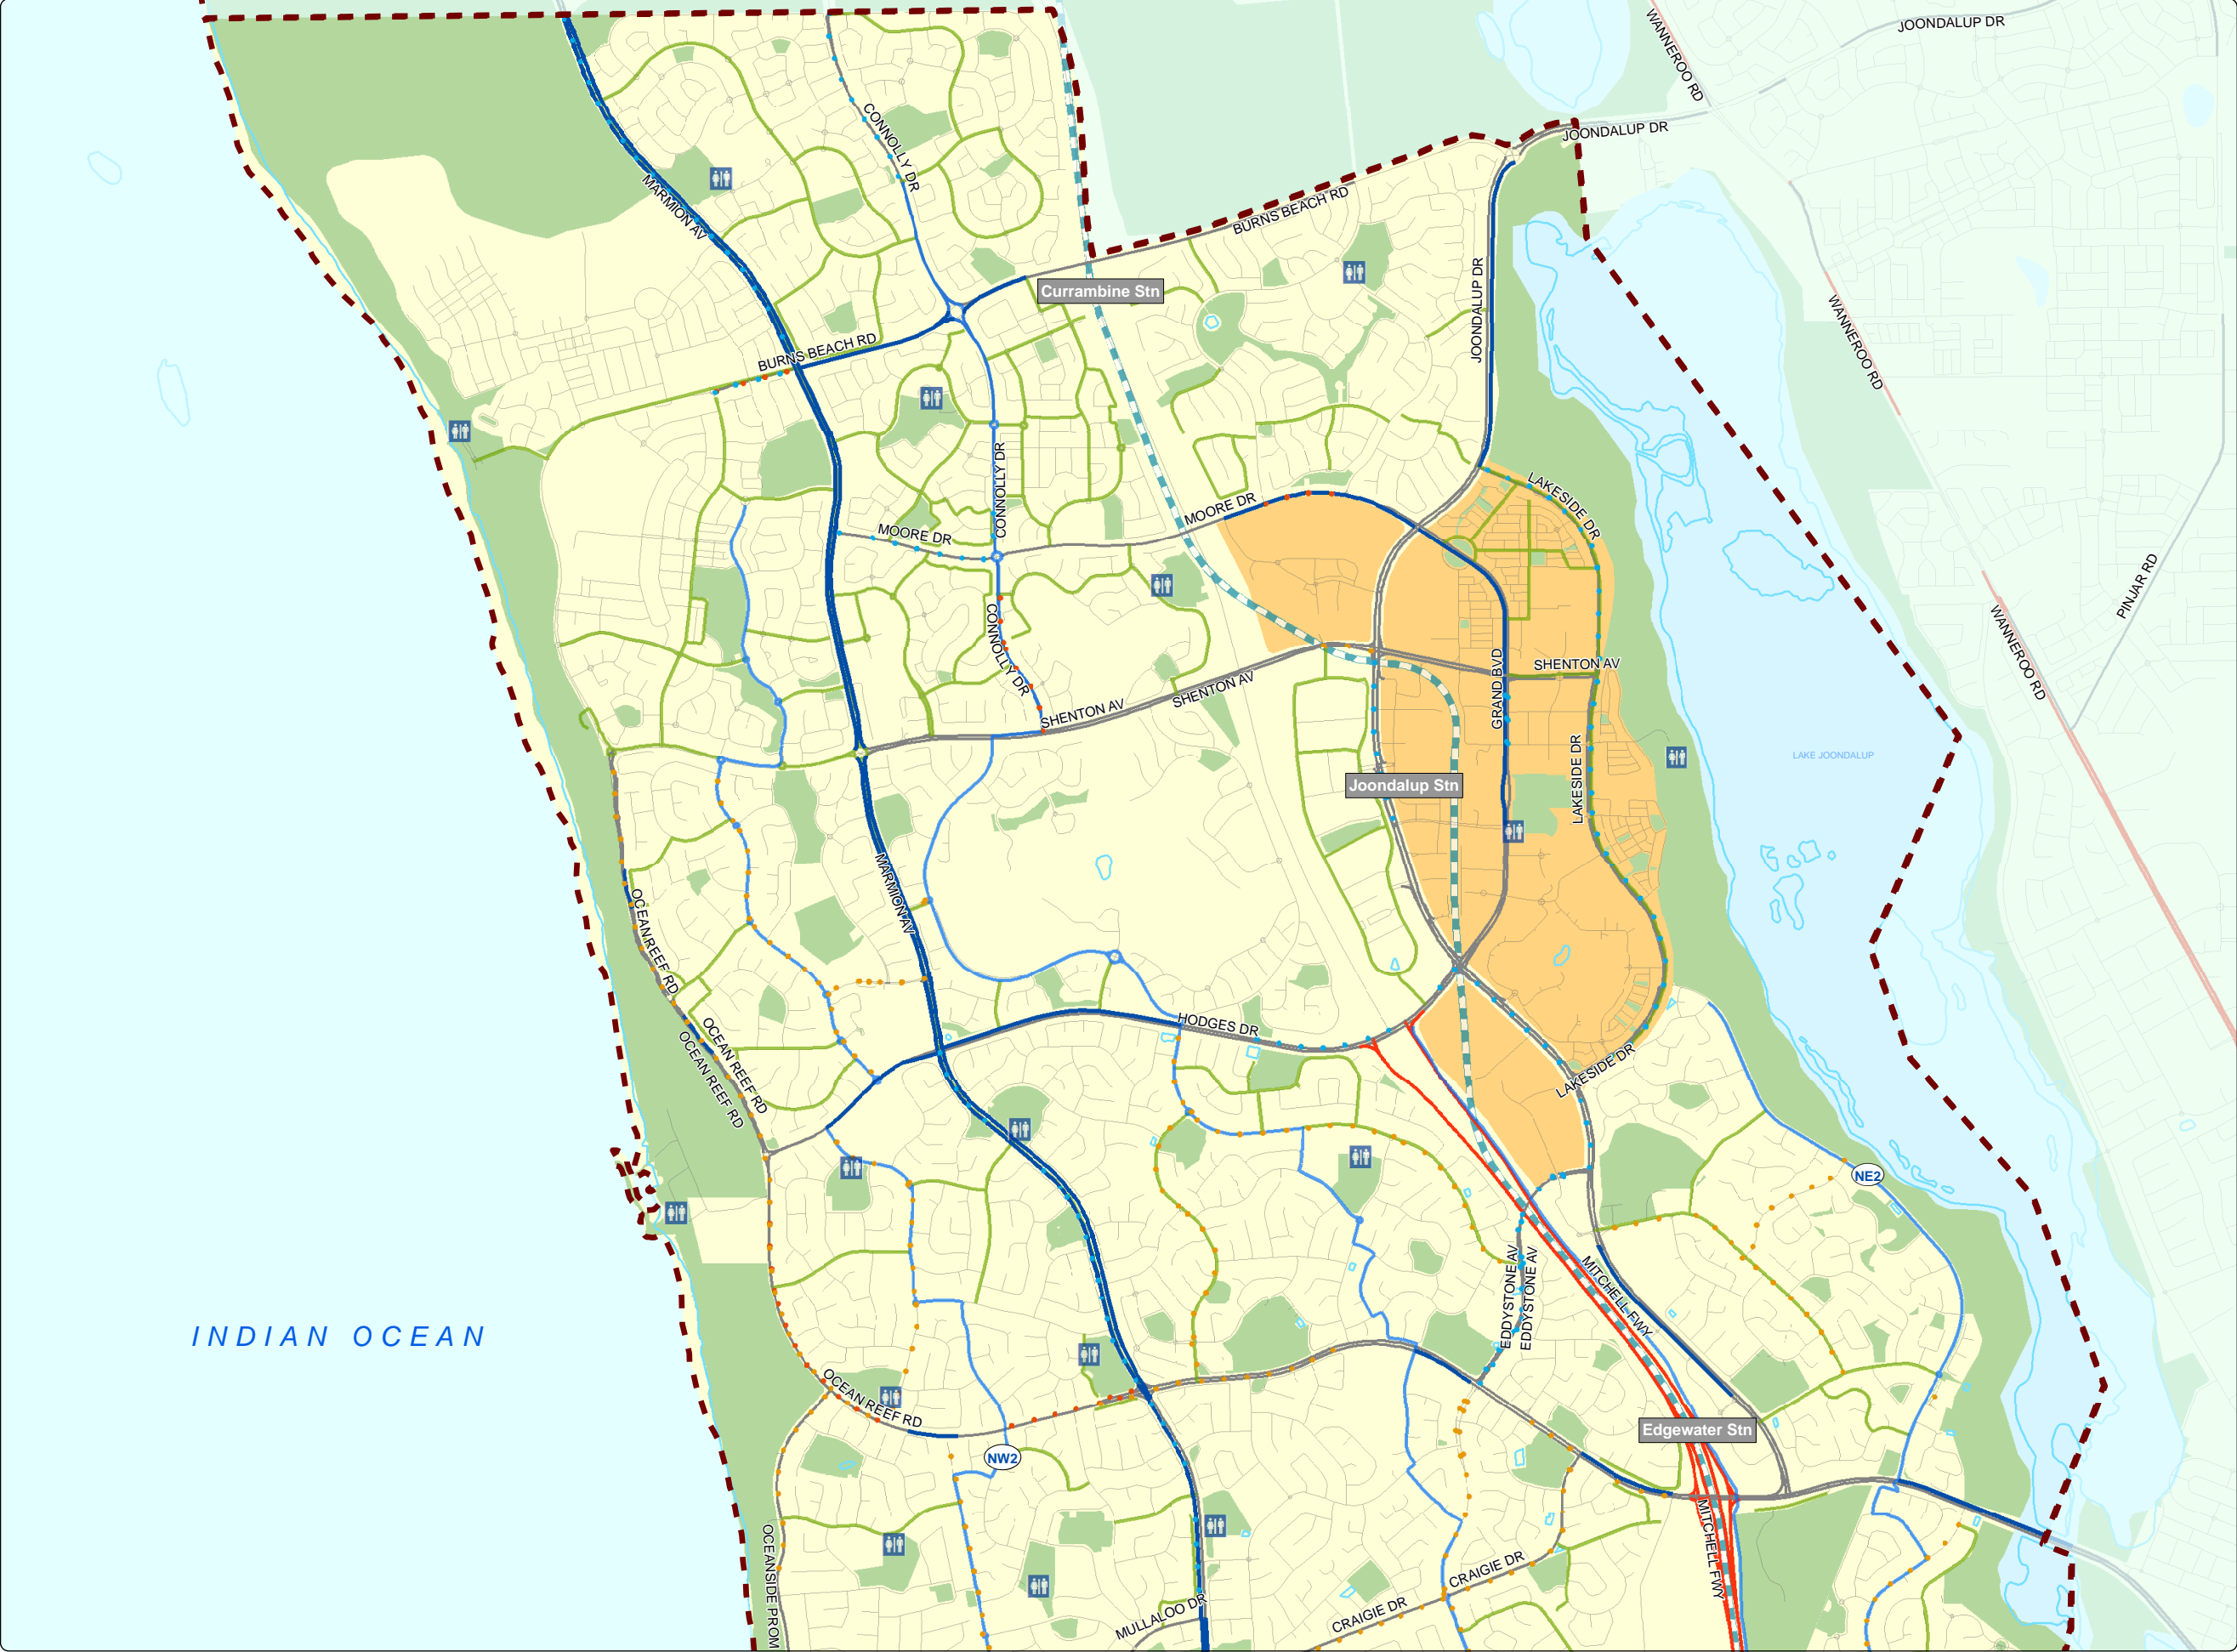 JOONDALUP DR
WANNEROO RD
JOONDALUP DR
CONNOLLY DR
MARMION AV
BURNS BEACH RD
Currambine Stn
JOONDALUP DR
WANNEROO RD
BURNS BEACH RD
CONNOLLY DR
MOORE DR
LAKESIDE DR
MOORE DR
PINJAR RD
CONNOLLY DR
WANNEROO RD
SHENTON AV
GRAND BVD
SHENTON AV
SHENTON AV
LAKE JOONDALUP
LAKESIDE DR
Joondalup Stn
MARMION AV
OCEAN REEF RD
HODGES DR
OCEAN REEF RD
OCEAN REEF RD
LAKESIDE DR
NE2
EDDYSTONE AV
EDDYSTONE AV
MITCHELL FWY
INDIAN OCEAN
OCEAN REEF RD
Edgewater Stn
NW2
MITCHELL FWY
OCEANSIDE PROM
CRAIGIE DR
MULLALOO DR
CRAIGIE DR